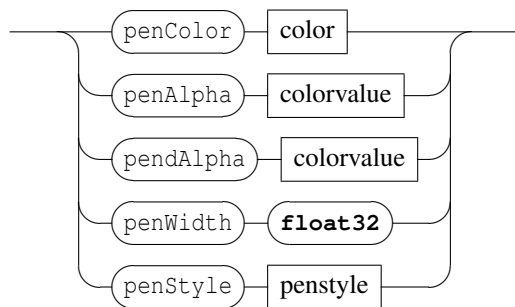 penColor color
penAlpha colorvalue
pendAlpha colorvalue
penWidth float32
penStyle penstyle